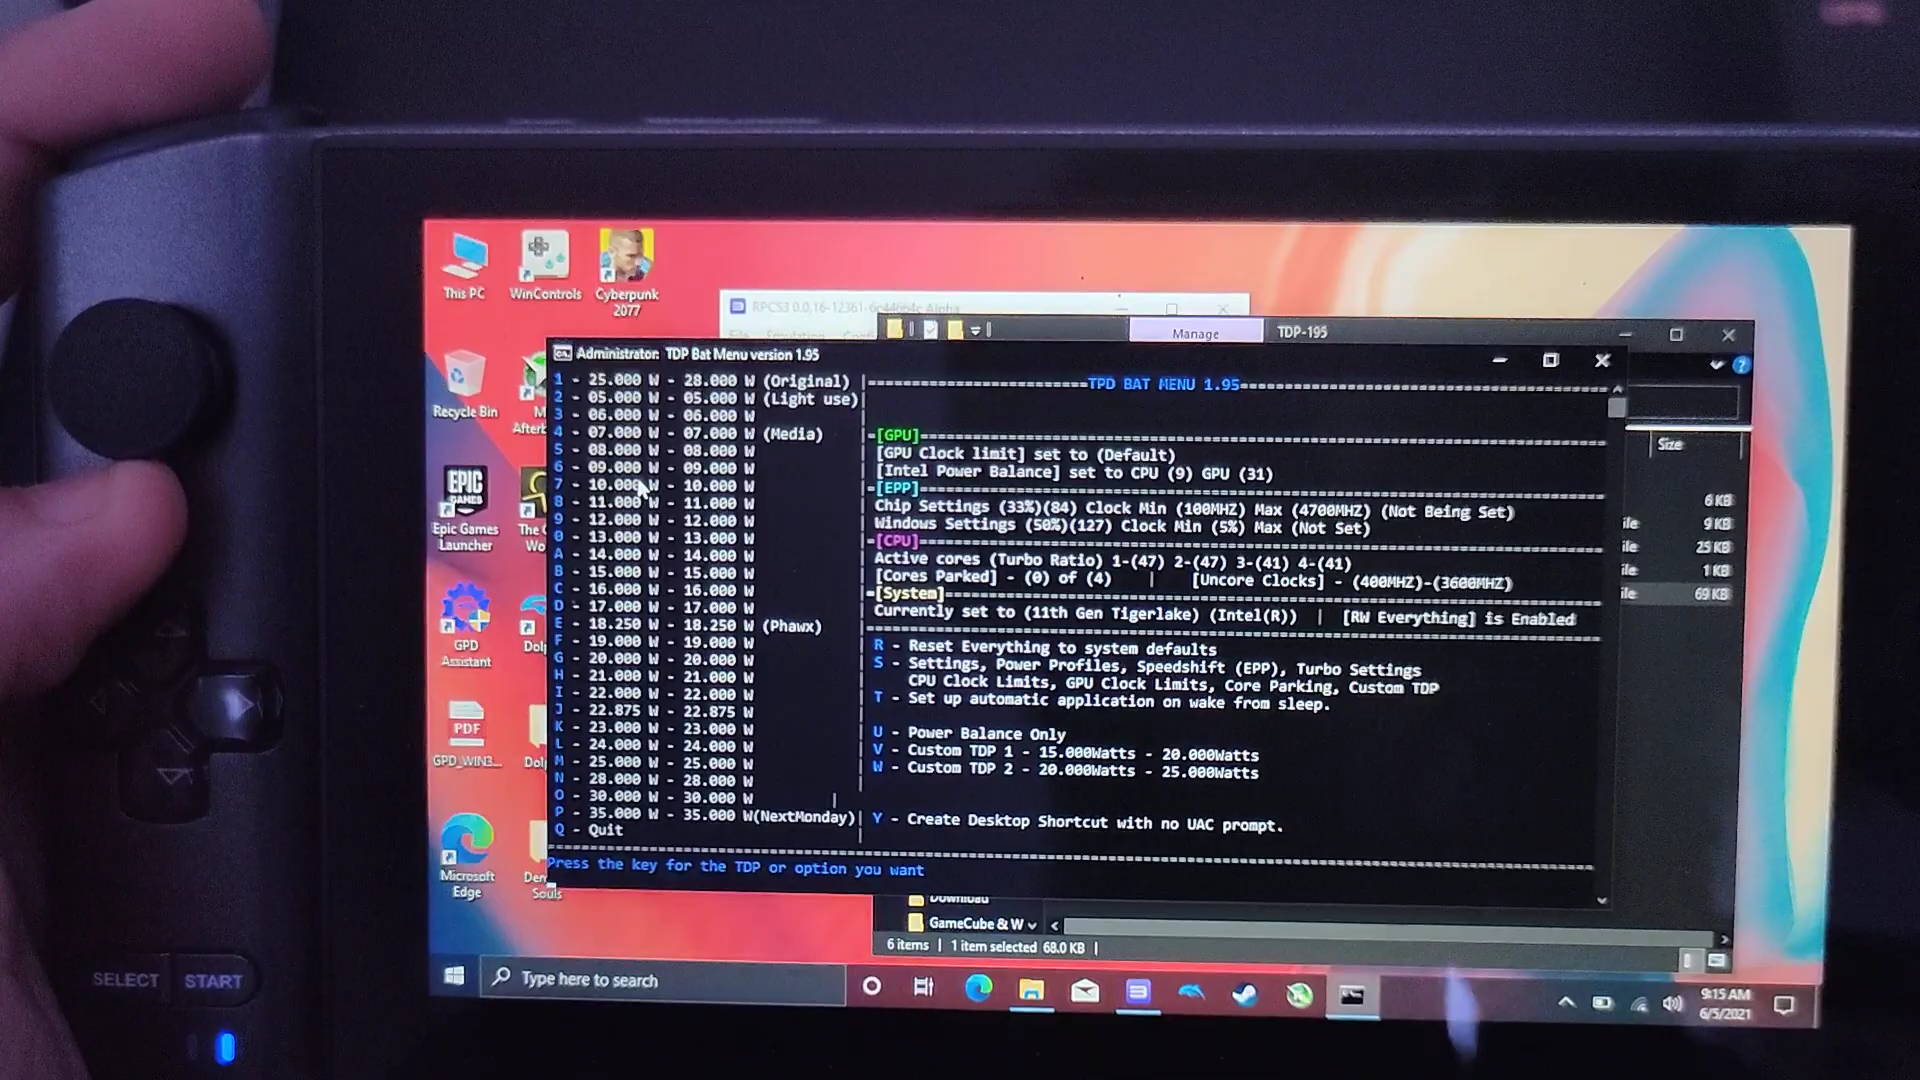 This PC
WinControls
Cyberpunk
2077
Recycle Bin
EPIC
GAMES
Epic Games
Launcher
GPD
Assistant
PDF
GPD_WIN3...
Microsoft
Edge
Souls
RPCS3 0.0.16-12361-6c4464c Alpha
Manage
TDP-195
Size
6 KB
9 KB
25 KB
1 KB
69 KB
Administrator: TDP Bat Menu version 1.95
1 - 25.000 W - 28.000 W (Original)
2 - 05.000 W - 05.000 W (Light use)
3 - 06.000 W - 06.000 W
4 - 07.000 W - 07.000 W (Media)
5 - 08.000 W - 08.000 W
6 - 09.000 W - 09.000 W
7 - 10.000 W - 10.000 W
8 - 11.000 W - 11.000 W
9 - 12.000 W - 12.000 W
0 - 13.000 W - 13.000 W
A - 14.000 W - 14.000 W
B - 15.000 W - 15.000 W
C - 16.000 W - 16.000 W
D - 17.000 W - 17.000 W
E - 18.250 W - 18.250 W (Phawx)
F - 19.000 W - 19.000 W
G - 20.000 W - 20.000 W
H - 21.000 W - 21.000 W
I - 22.000 W - 22.000 W
J - 22.875 W - 22.875 W
K - 23.000 W - 23.000 W
L - 24.000 W - 24.000 W
M - 25.000 W - 25.000 W
N - 28.000 W - 28.000 W
O - 30.000 W - 30.000 W
P - 35.000 W - 35.000 W(NextMonday)
Q - Quit
TPD BAT MENU 1.95
[GPU]
[GPU Clock limit] set to (Default)
[Intel Power Balance] set to CPU (9) GPU (31)
[EPP]
Chip Settings (33%)(84) Clock Min (100MHZ) Max (4700MHZ) (Not Being Set)
Windows Settings (50%)(127) Clock Min (5%) Max (Not Set)
[CPU]
Active cores (Turbo Ratio) 1-(47) 2-(47) 3-(41) 4-(41)
[Cores Parked] - (0) of (4) | [Uncore Clocks] - (400MHZ)-(3600MHZ)
[System]
Currently set to (11th Gen Tigerlake) (Intel(R)) | [RW Everything] is Enabled
R - Reset Everything to system defaults
S - Settings, Power Profiles, Speedshift (EPP), Turbo Settings
CPU Clock Limits, GPU Clock Limits, Core Parking, Custom TDP
T - Set up automatic application on wake from sleep.
U - Power Balance Only
V - Custom TDP 1 - 15.000Watts - 20.000Watts
W - Custom TDP 2 - 20.000Watts - 25.000Watts
Y - Create Desktop Shortcut with no UAC prompt.
Press the key for the TDP or option you want
Download
GameCube & W
6 items | 1 item selected 68.0 KB |
Type here to search
9:15 AM
6/5/2021
SELECT
START